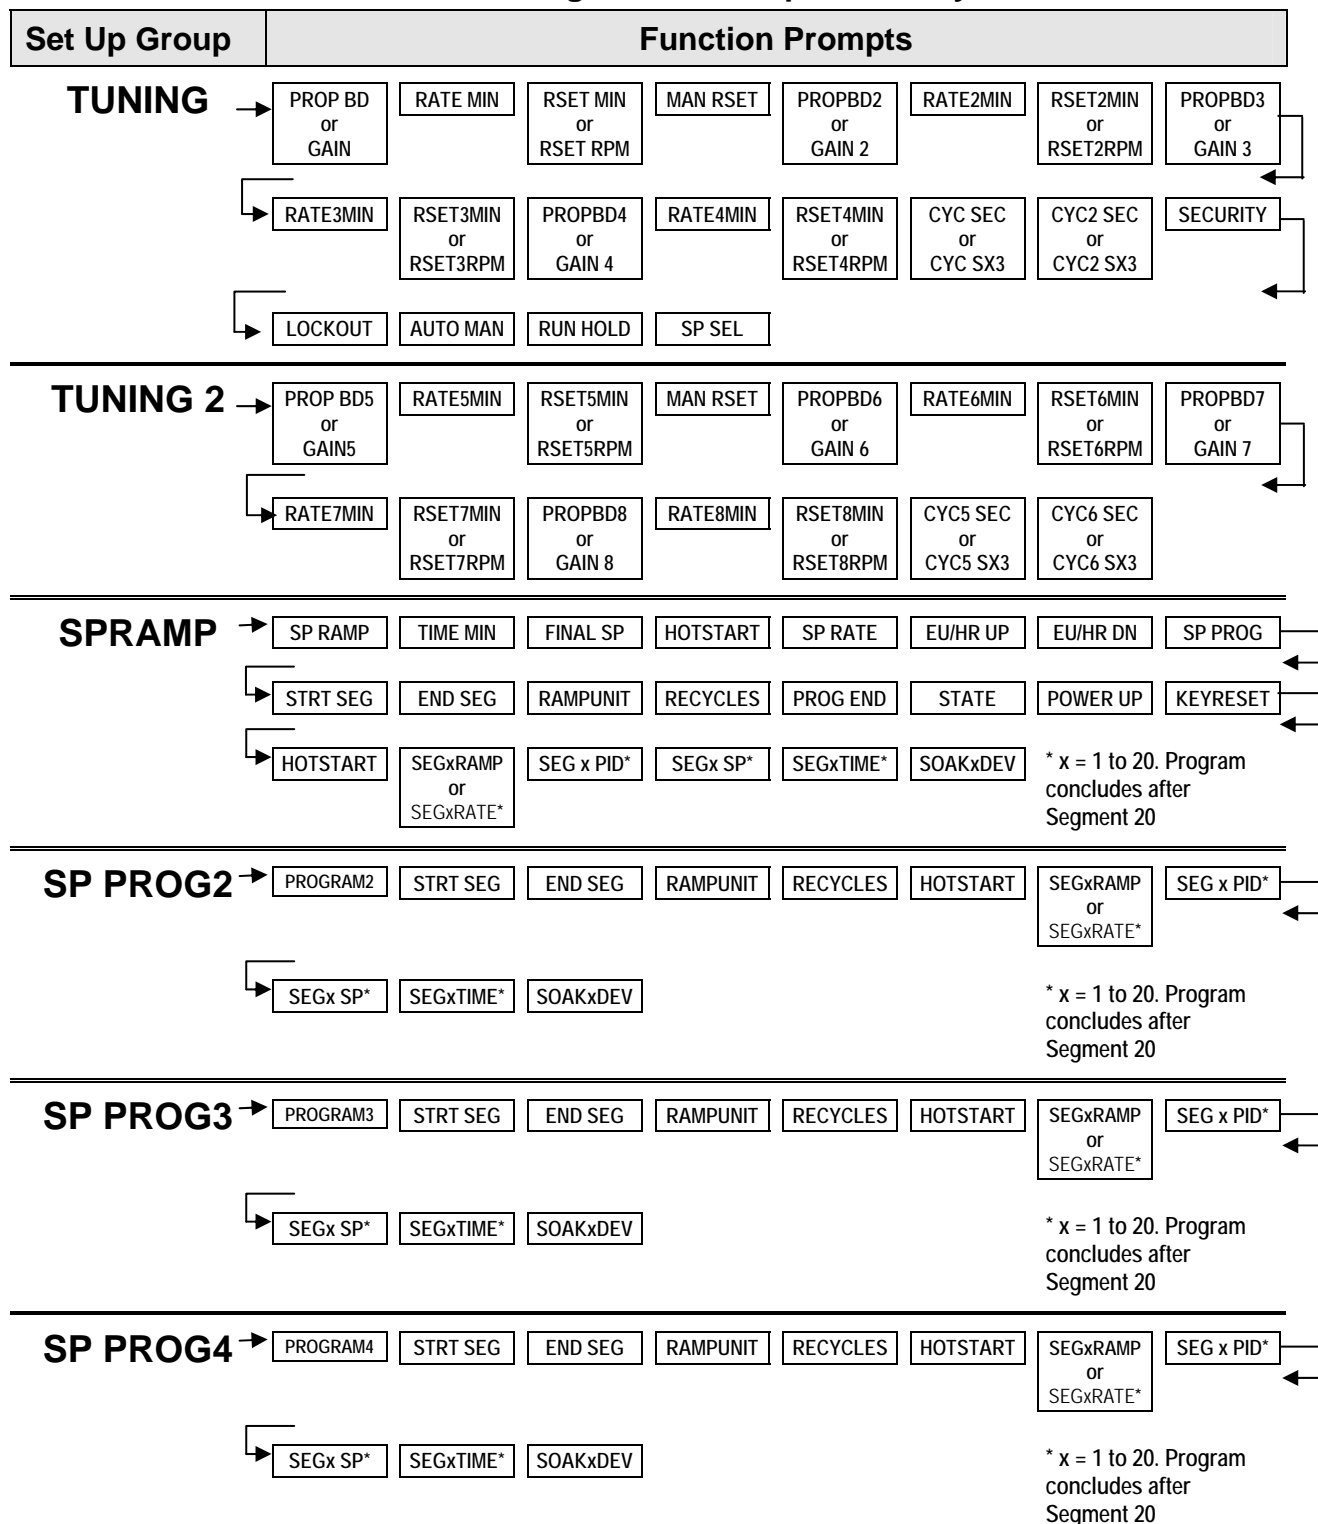 Set Up Group Function Prompts
TUNING
PROP BD or GAIN
RATE MIN
RSET MIN or RSET RPM
MAN RSET
PROPBD2 or GAIN 2
RATE2MIN
RSET2MIN or RSET2RPM
PROPBD3 or GAIN 3
RATE3MIN
RSET3MIN or RSET3RPM
PROPBD4 or GAIN 4
RATE4MIN
RSET4MIN or RSET4RPM
CYC SEC or CYC SX3
CYC2 SEC or CYC2 SX3
SECURITY
LOCKOUT
AUTO MAN
RUN HOLD
SP SEL
TUNING 2
PROP BD5 or GAIN5
RATE5MIN
RSET5MIN or RSET5RPM
MAN RSET
PROPBD6 or GAIN 6
RATE6MIN
RSET6MIN or RSET6RPM
PROPBD7 or GAIN 7
RATE7MIN
RSET7MIN or RSET7RPM
PROPBD8 or GAIN 8
RATE8MIN
RSET8MIN or RSET8RPM
CYC5 SEC or CYC5 SX3
CYC6 SEC or CYC6 SX3
SPRAMP
SP RAMP
TIME MIN
FINAL SP
HOTSTART
SP RATE
EU/HR UP
EU/HR DN
SP PROG
STRT SEG
END SEG
RAMPUNIT
RECYCLES
PROG END
STATE
POWER UP
KEYRESET
HOTSTART
SEGxRAMP or SEGxRATE*
SEG x PID*
SEGx SP*
SEGxTIME*
SOAKxDEV
* x = 1 to 20. Program
concludes after
Segment 20
SP PROG2
PROGRAM2
STRT SEG
END SEG
RAMPUNIT
RECYCLES
HOTSTART
SEGxRAMP or SEGxRATE*
SEG x PID*
SEGx SP*
SEGxTIME*
SOAKxDEV
* x = 1 to 20. Program
concludes after
Segment 20
SP PROG3
PROGRAM3
STRT SEG
END SEG
RAMPUNIT
RECYCLES
HOTSTART
SEGxRAMP or SEGxRATE*
SEG x PID*
SEGx SP*
SEGxTIME*
SOAKxDEV
* x = 1 to 20. Program
concludes after
Segment 20
SP PROG4
PROGRAM4
STRT SEG
END SEG
RAMPUNIT
RECYCLES
HOTSTART
SEGxRAMP or SEGxRATE*
SEG x PID*
SEGx SP*
SEGxTIME*
SOAKxDEV
* x = 1 to 20. Program
concludes after
Segment 20